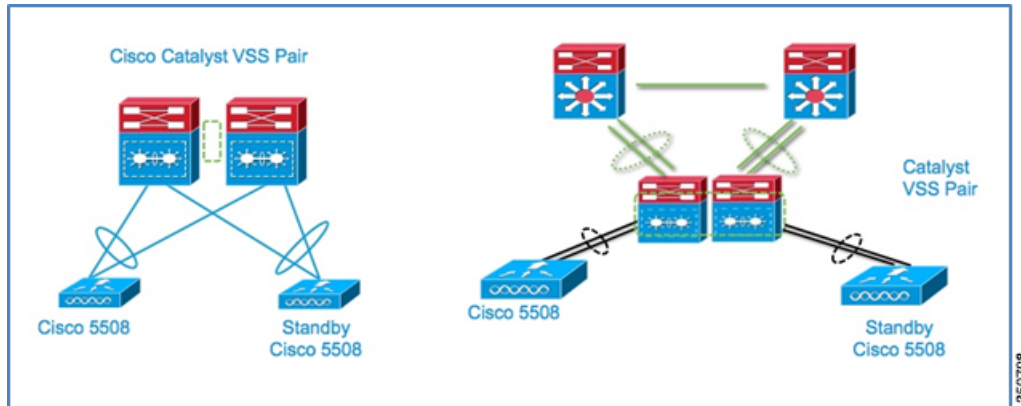 Cisco Catalyst VSS Pair
Cisco 5508
Standby
Cisco 5508
Catalyst
VSS Pair
Cisco 5508
Standby
Cisco 5508